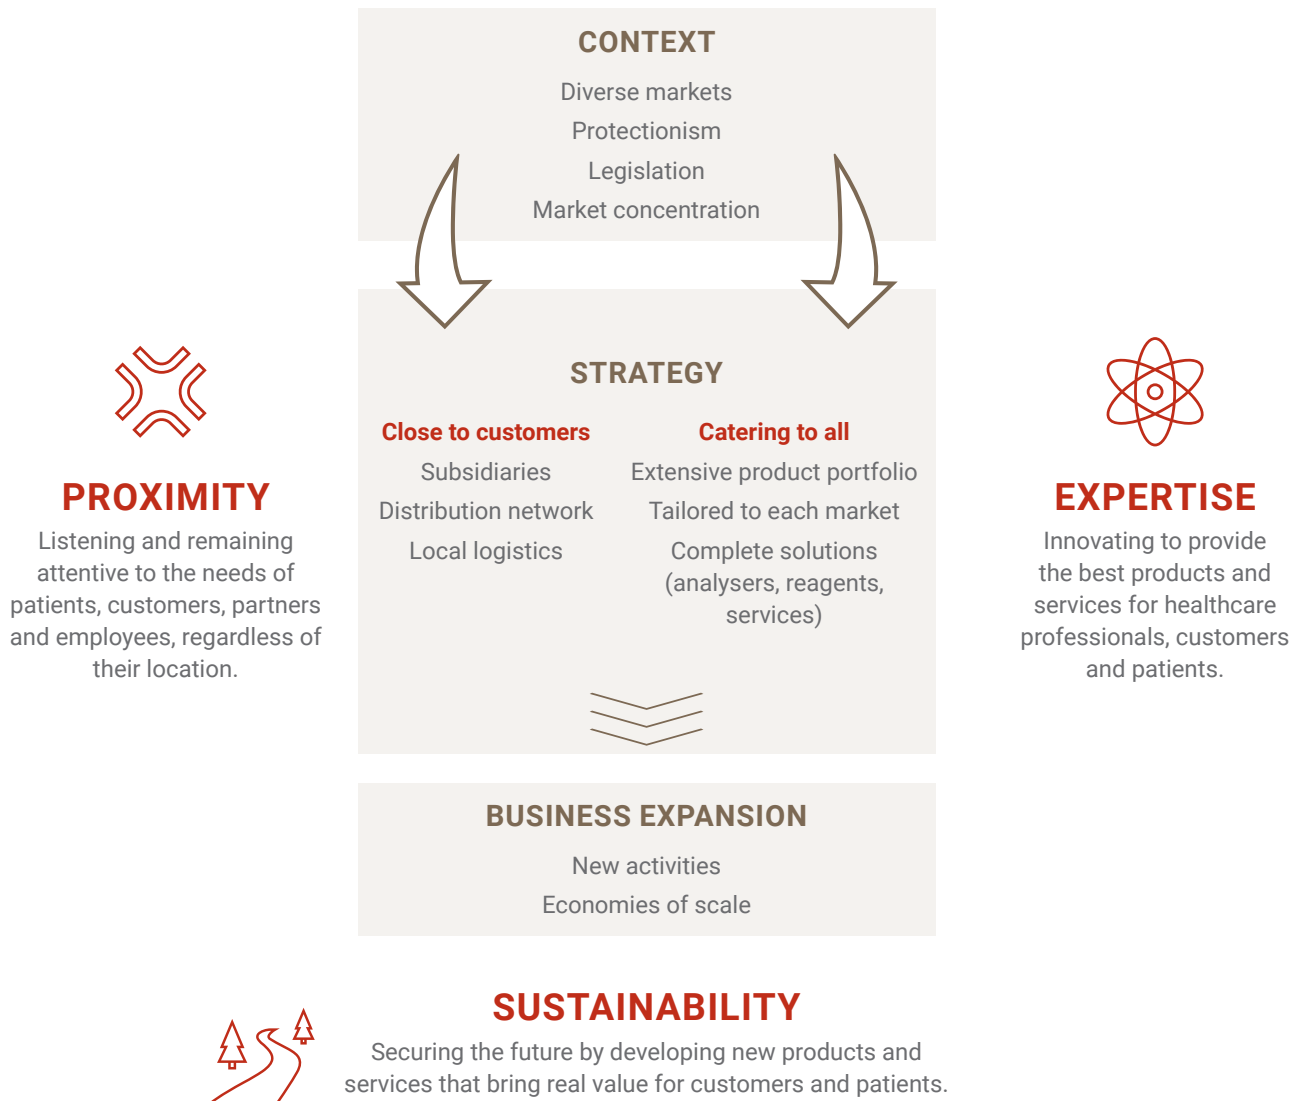 CONTEXT
Diverse markets
Protectionism
Legislation
Market concentration
STRATEGY
Close to customers
Subsidiaries
Distribution network
Local logistics
Catering to all
Extensive product portfolio
Tailored to each market
Complete solutions
(analysers, reagents,
services)
PROXIMITY
Listening and remaining
attentive to the needs of
patients, customers, partners
and employees, regardless of
their location.
EXPERTISE
Innovating to provide
the best products and
services for healthcare
professionals, customers
and patients.
BUSINESS EXPANSION
New activities
Economies of scale
SUSTAINABILITY
Securing the future by developing new products and
services that bring real value for customers and patients.